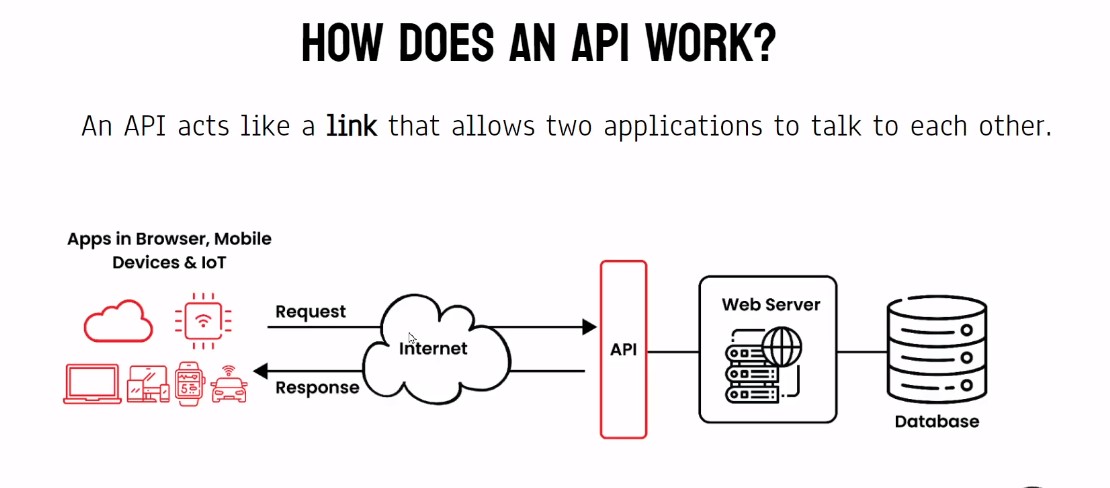 HOW DOES AN API WORK?
An API acts like a link that allows two applications to talk to each other.
Apps in Browser, Mobile
Devices & IoT
Request
Internet
Response
API
Web Server
Database